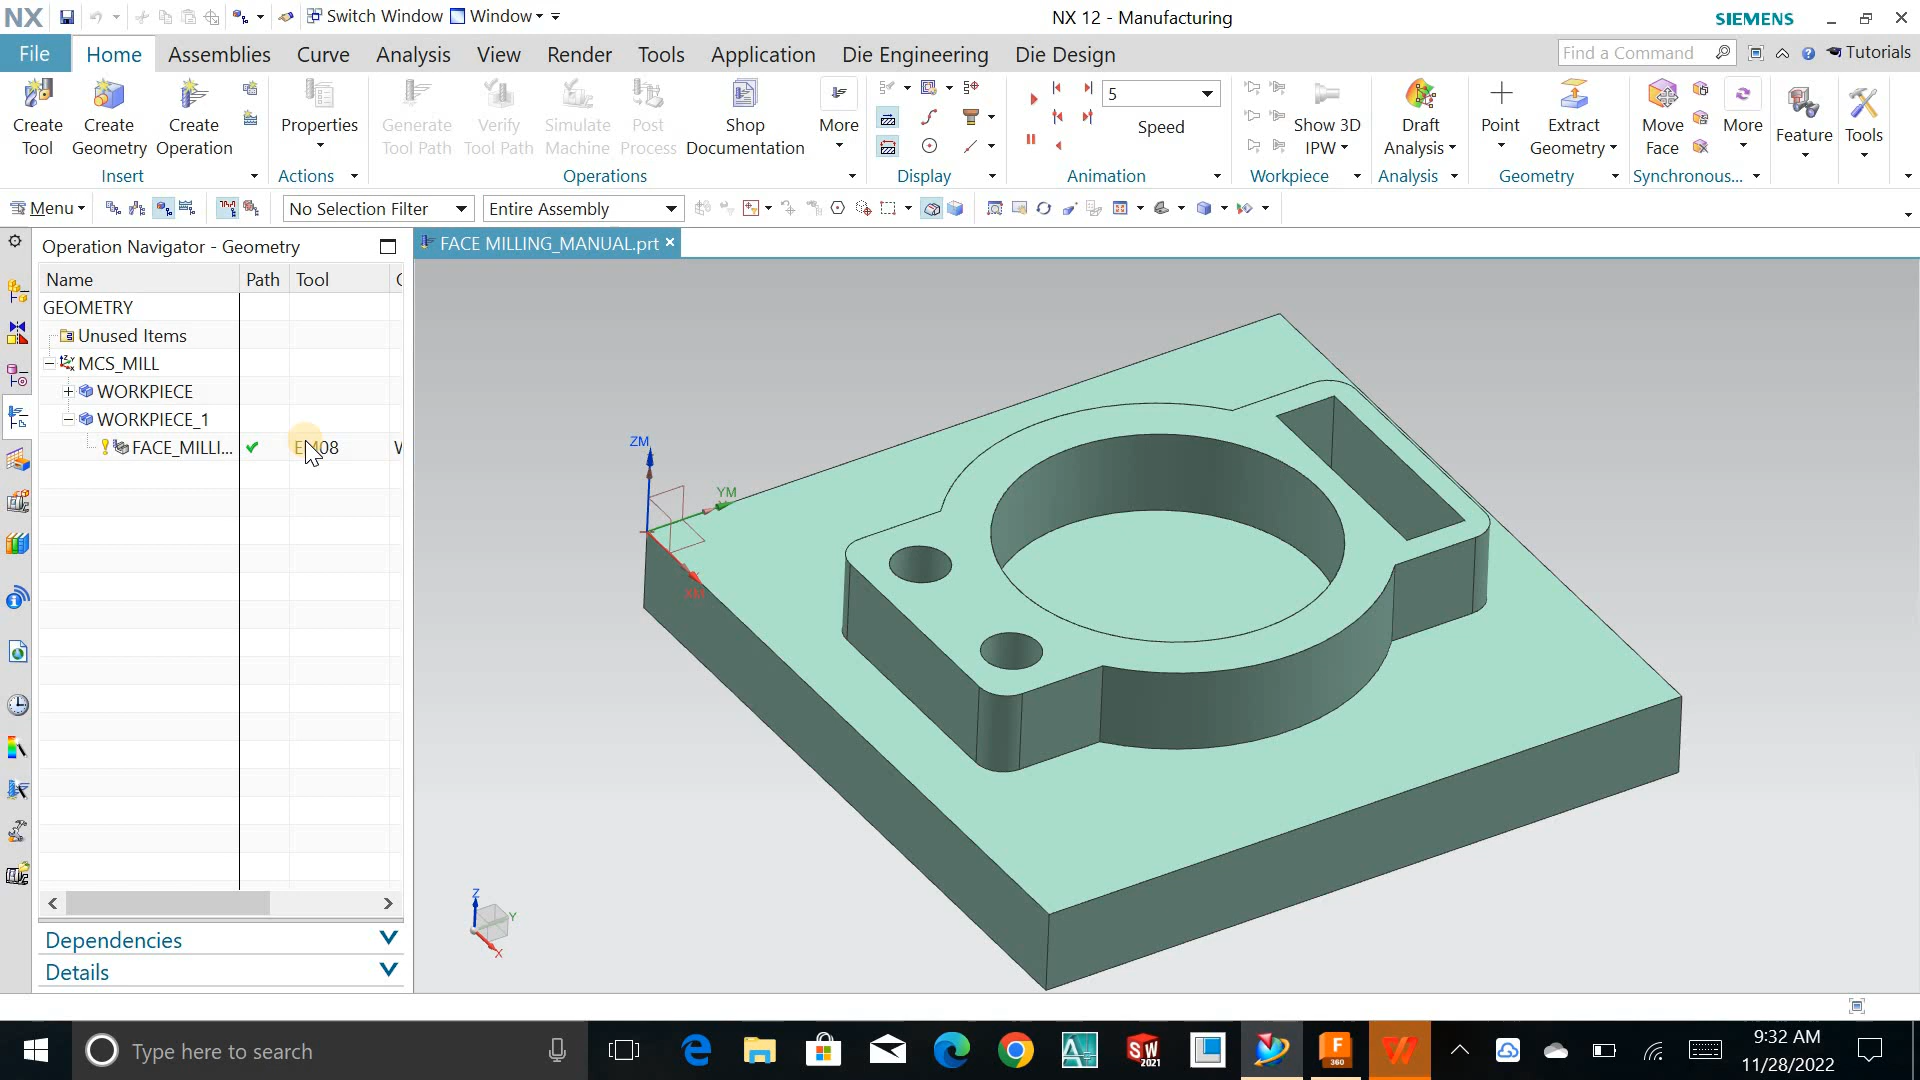 NX Switch Window Window NX 12 - Manufacturing SIEMENS
File Home Assemblies Curve Analysis View Render Tools Application Die Engineering Die Design Find a Command Tutorials
5
Create Tool Create Geometry Create Operation Properties Generate Tool Path Verify Tool Path Simulate Machine Post Process Shop Documentation More Speed Show 3D IPW Draft Analysis Point Extract Geometry Move Face More Feature Tools
Insert Actions Operations Display Animation Workpiece Analysis Geometry Synchronous...
Menu No Selection Filter Entire Assembly
Operation Navigator - Geometry FACE MILLING_MANUAL.prt
Name Path Tool
GEOMETRY
Unused Items
MCS_MILL
WORKPIECE
WORKPIECE_1
FACE_MILLI...
ZM
YM
XM
Z
Y
X
Dependencies
Details
Type here to search
SW
2021
F
360
9:32 AM
11/28/2022